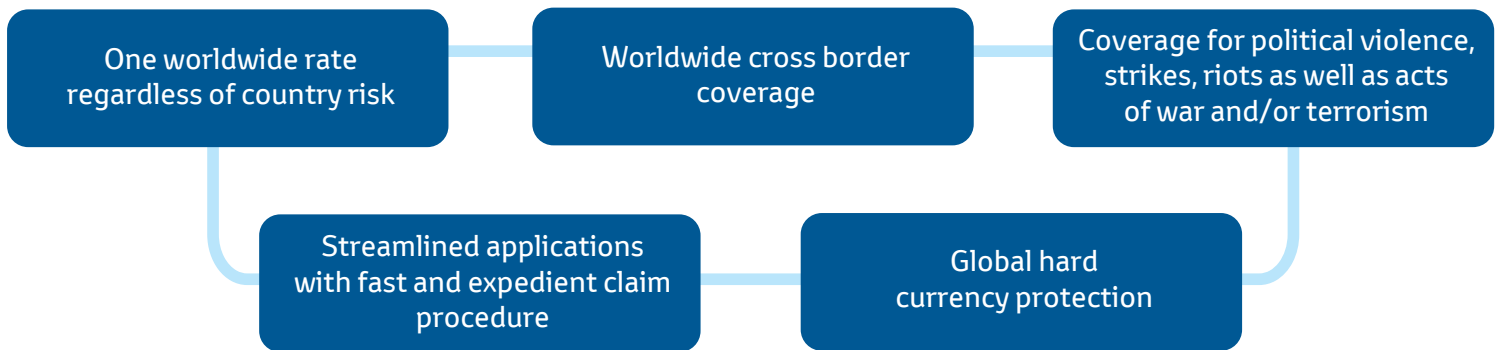 One worldwide rate
regardless of country risk
Worldwide cross border
coverage
Coverage for political violence,
strikes, riots as well as acts
of war and/or terrorism
Streamlined applications
with fast and expedient claim
procedure
Global hard
currency protection